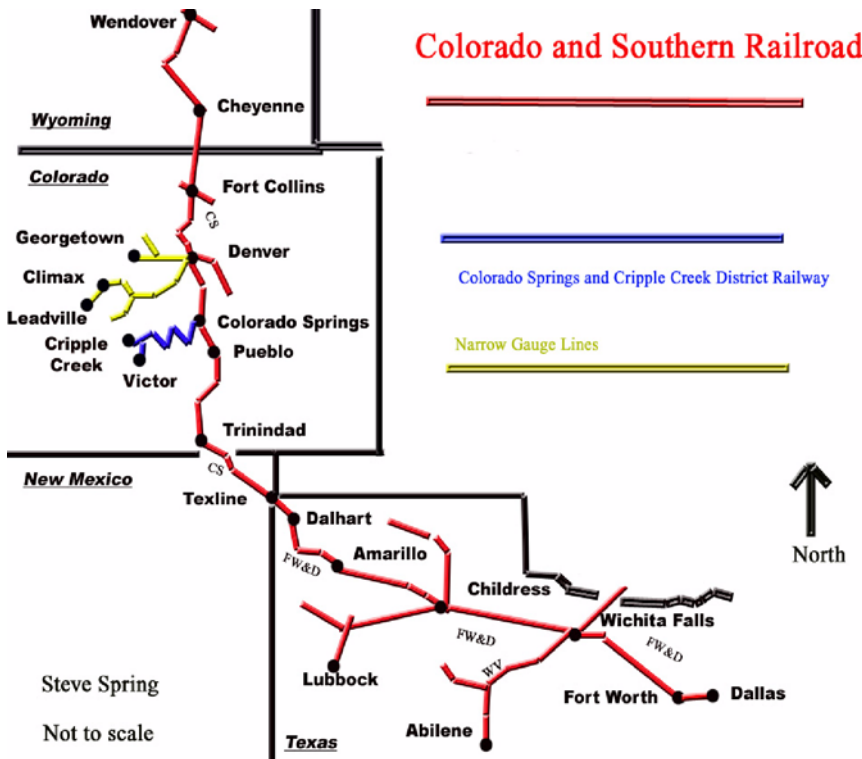 Wendover
Colorado and Southern Railroad
Cheyenne
Wyoming
Colorado
Fort Collins
CS
Georgetown
Denver
Climax
Colorado Springs and Cripple Creek District Railway
Leadville
Colorado Springs
Cripple
Creek
Pueblo
Narrow Gauge Lines
Victor
Trinindad
CS
New Mexico
Texline
Dalhart
Amarillo
FW&D
North
Childress
Wichita Falls
FW&D
FW&D
WV
Lubbock
Steve Spring
Fort Worth
Dallas
Abilene
Not to scale
Texas